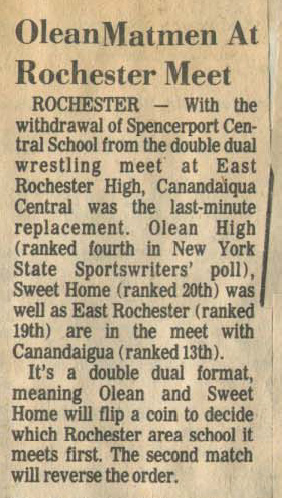 Olean Matmen At
Rochester Meet
ROCHESTER — With the
withdrawal of Spencerport Cen-
tral School from the double dual
wrestling meet at East
Rochester High, Canandaiqua
Central was the last-minute
replacement. Olean High
(ranked fourth in New York
State Sportswriters' poll),
Sweet Home (ranked 20th) was
well as East Rochester (ranked
19th) are in the meet with
Canandaigua (ranked 13th).
It's a double dual format,
meaning Olean and Sweet
Home will flip a coin to decide
which Rochester area school it
meets first. The second match
will reverse the order.